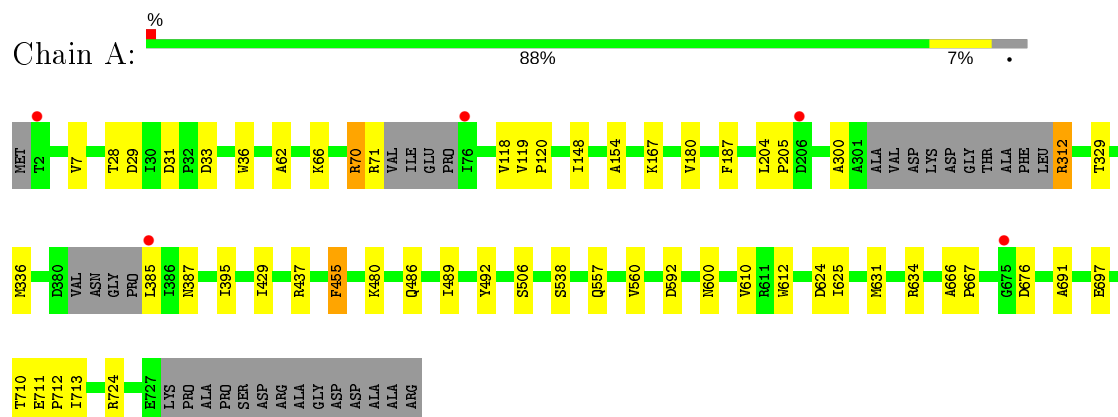 %
Chain A:
88% 7% •
MET T2 V7 T28 D29 I30 D31 P32 D33 W36 A62 K66 R70 R71 VAL ILE GLU PRO I76 V118 V119 P120 I148 A154 K167 V180 F187 L204 P205 D206 A300 A301 ALA VAL ASP LYS ASP GLY THR ALA PHE LEU R312 T329
M336 D380 VAL ASN GLY PRO L385 I386 N387 I395 I429 R437 F455 K480 Q486 I489 Y492 S506 S538 Q557 V560 D592 N600 V610 R611 W612 D624 I625 M631 R634 A666 P667 G675 D676 A691 E697
T710 E711 P712 I713 R724 E727 LYS PRO ALA PRO SER ASP ARG ALA GLY ASP ASP ALA ALA ARG